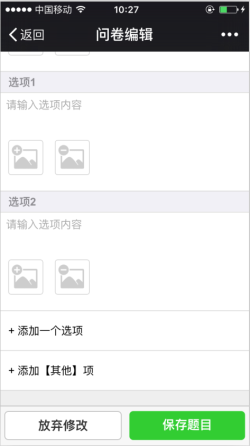 中国移动 10:27
返回 问卷编辑
选项1
请输入选项内容
选项2
请输入选项内容
+ 添加一个选项
+ 添加【其他】项
放弃修改 保存题目